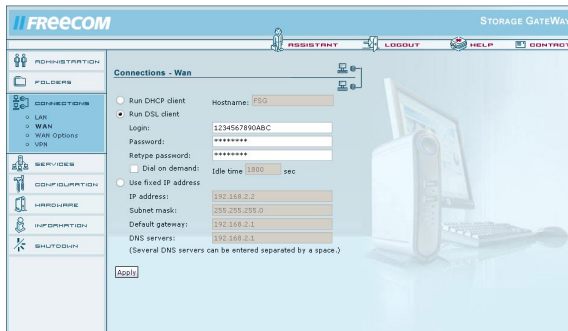 FREECOM
STORAGE GATEWAY
ASSISTANT LOGOUT HELP CONTACT
ADMINISTRATION
FOLDERS
CONNECTIONS
LAN
WAN
WAN Options
VPN
SERVICES
CONFIGURATION
HARDWARE
INFORMATION
SHUTDOWN
Connections - Wan
Run DHCP client Hostname: FSG
Run DSL client
Login: 1234567890ABC
Password: ********
Retype password: ********
Dial on demand: Idle time 1800 sec
Use fixed IP address
IP address: 192.168.2.2
Subnet mask: 255.255.255.0
Default gateway: 192.168.2.1
DNS servers: 192.168.2.1
(Several DNS servers can be entered separated by a space.)
Apply